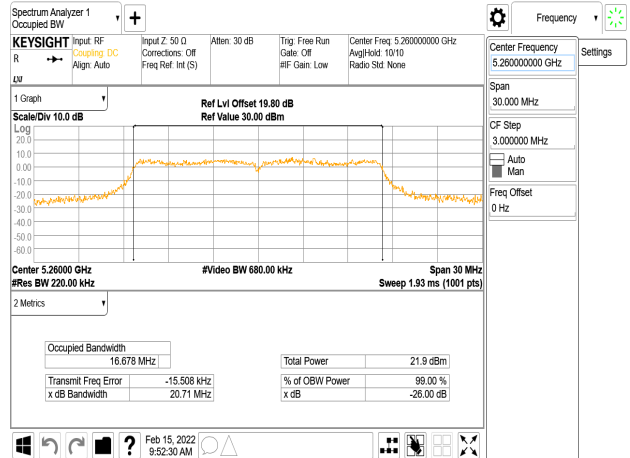 Spectrum Analyzer 1
Occupied BW
Frequency
KEYSIGHT
R
Input: RF
Coupling: DC
Align: Auto
Input Z: 50 Ω
Corrections: Off
Freq Ref: Int (S)
Atten: 30 dB
Trig: Free Run
Gate: Off
#IF Gain: Low
Center Freq: 5.260000000 GHz
Avg|Hold: 10/10
Radio Std: None
LXI
1 Graph
Scale/Div 10.0 dB
Ref Lvl Offset 19.80 dB
Ref Value 30.00 dBm
Log
20.0
10.0
0.00
-10.0
-20.0
-30.0
-40.0
-50.0
-60.0
Center 5.26000 GHz
#Res BW 220.00 kHz
#Video BW 680.00 kHz
Span 30 MHz
Sweep 1.93 ms (1001 pts)
2 Metrics
Occupied Bandwidth
16.678 MHz
Total Power 21.9 dBm
Transmit Freq Error -15.508 kHz
% of OBW Power 99.00 %
x dB Bandwidth 20.71 MHz
x dB -26.00 dB
Feb 15, 2022
9:52:30 AM
Center Frequency
5.260000000 GHz
Settings
Span
30.000 MHz
CF Step
3.000000 MHz
Auto
Man
Freq Offset
0 Hz